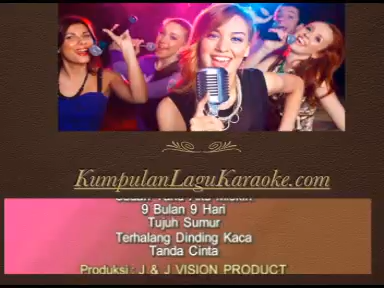 KumpulanLaguKaraoke.com
9 Bulan 9 Hari
Tujuh Sumur
Terhalang Dinding Kaca
Tanda Cinta
Produksi : J & J VISION PRODUCT